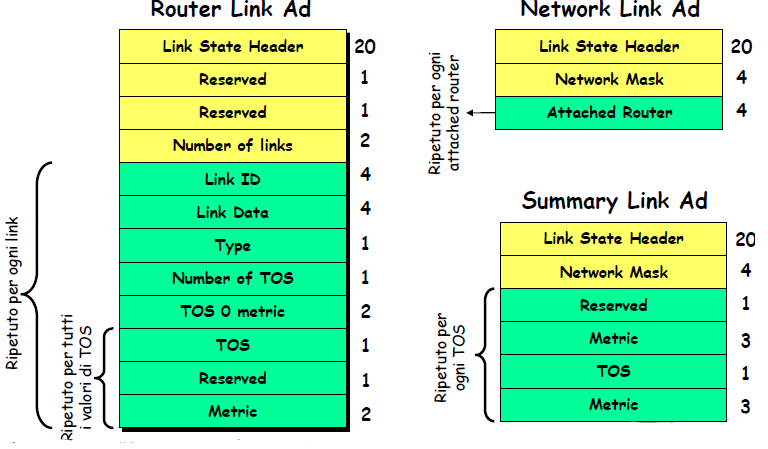 Router Link Ad
Link State Header 20
Reserved 1
Reserved 1
Number of links 2
Link ID 4
Link Data 4
Type 1
Number of TOS 1
TOS 0 metric 2
TOS 1
Reserved 1
Metric 2
Ripetuto per ogni link
Ripetuto per tutti
i valori di TOS
Network Link Ad
Link State Header 20
Network Mask 4
Attached Router 4
Ripetuto per ogni
attached router
Summary Link Ad
Link State Header 20
Network Mask 4
Reserved 1
Metric 3
TOS 1
Metric 3
Ripetuto per
ogni TOS